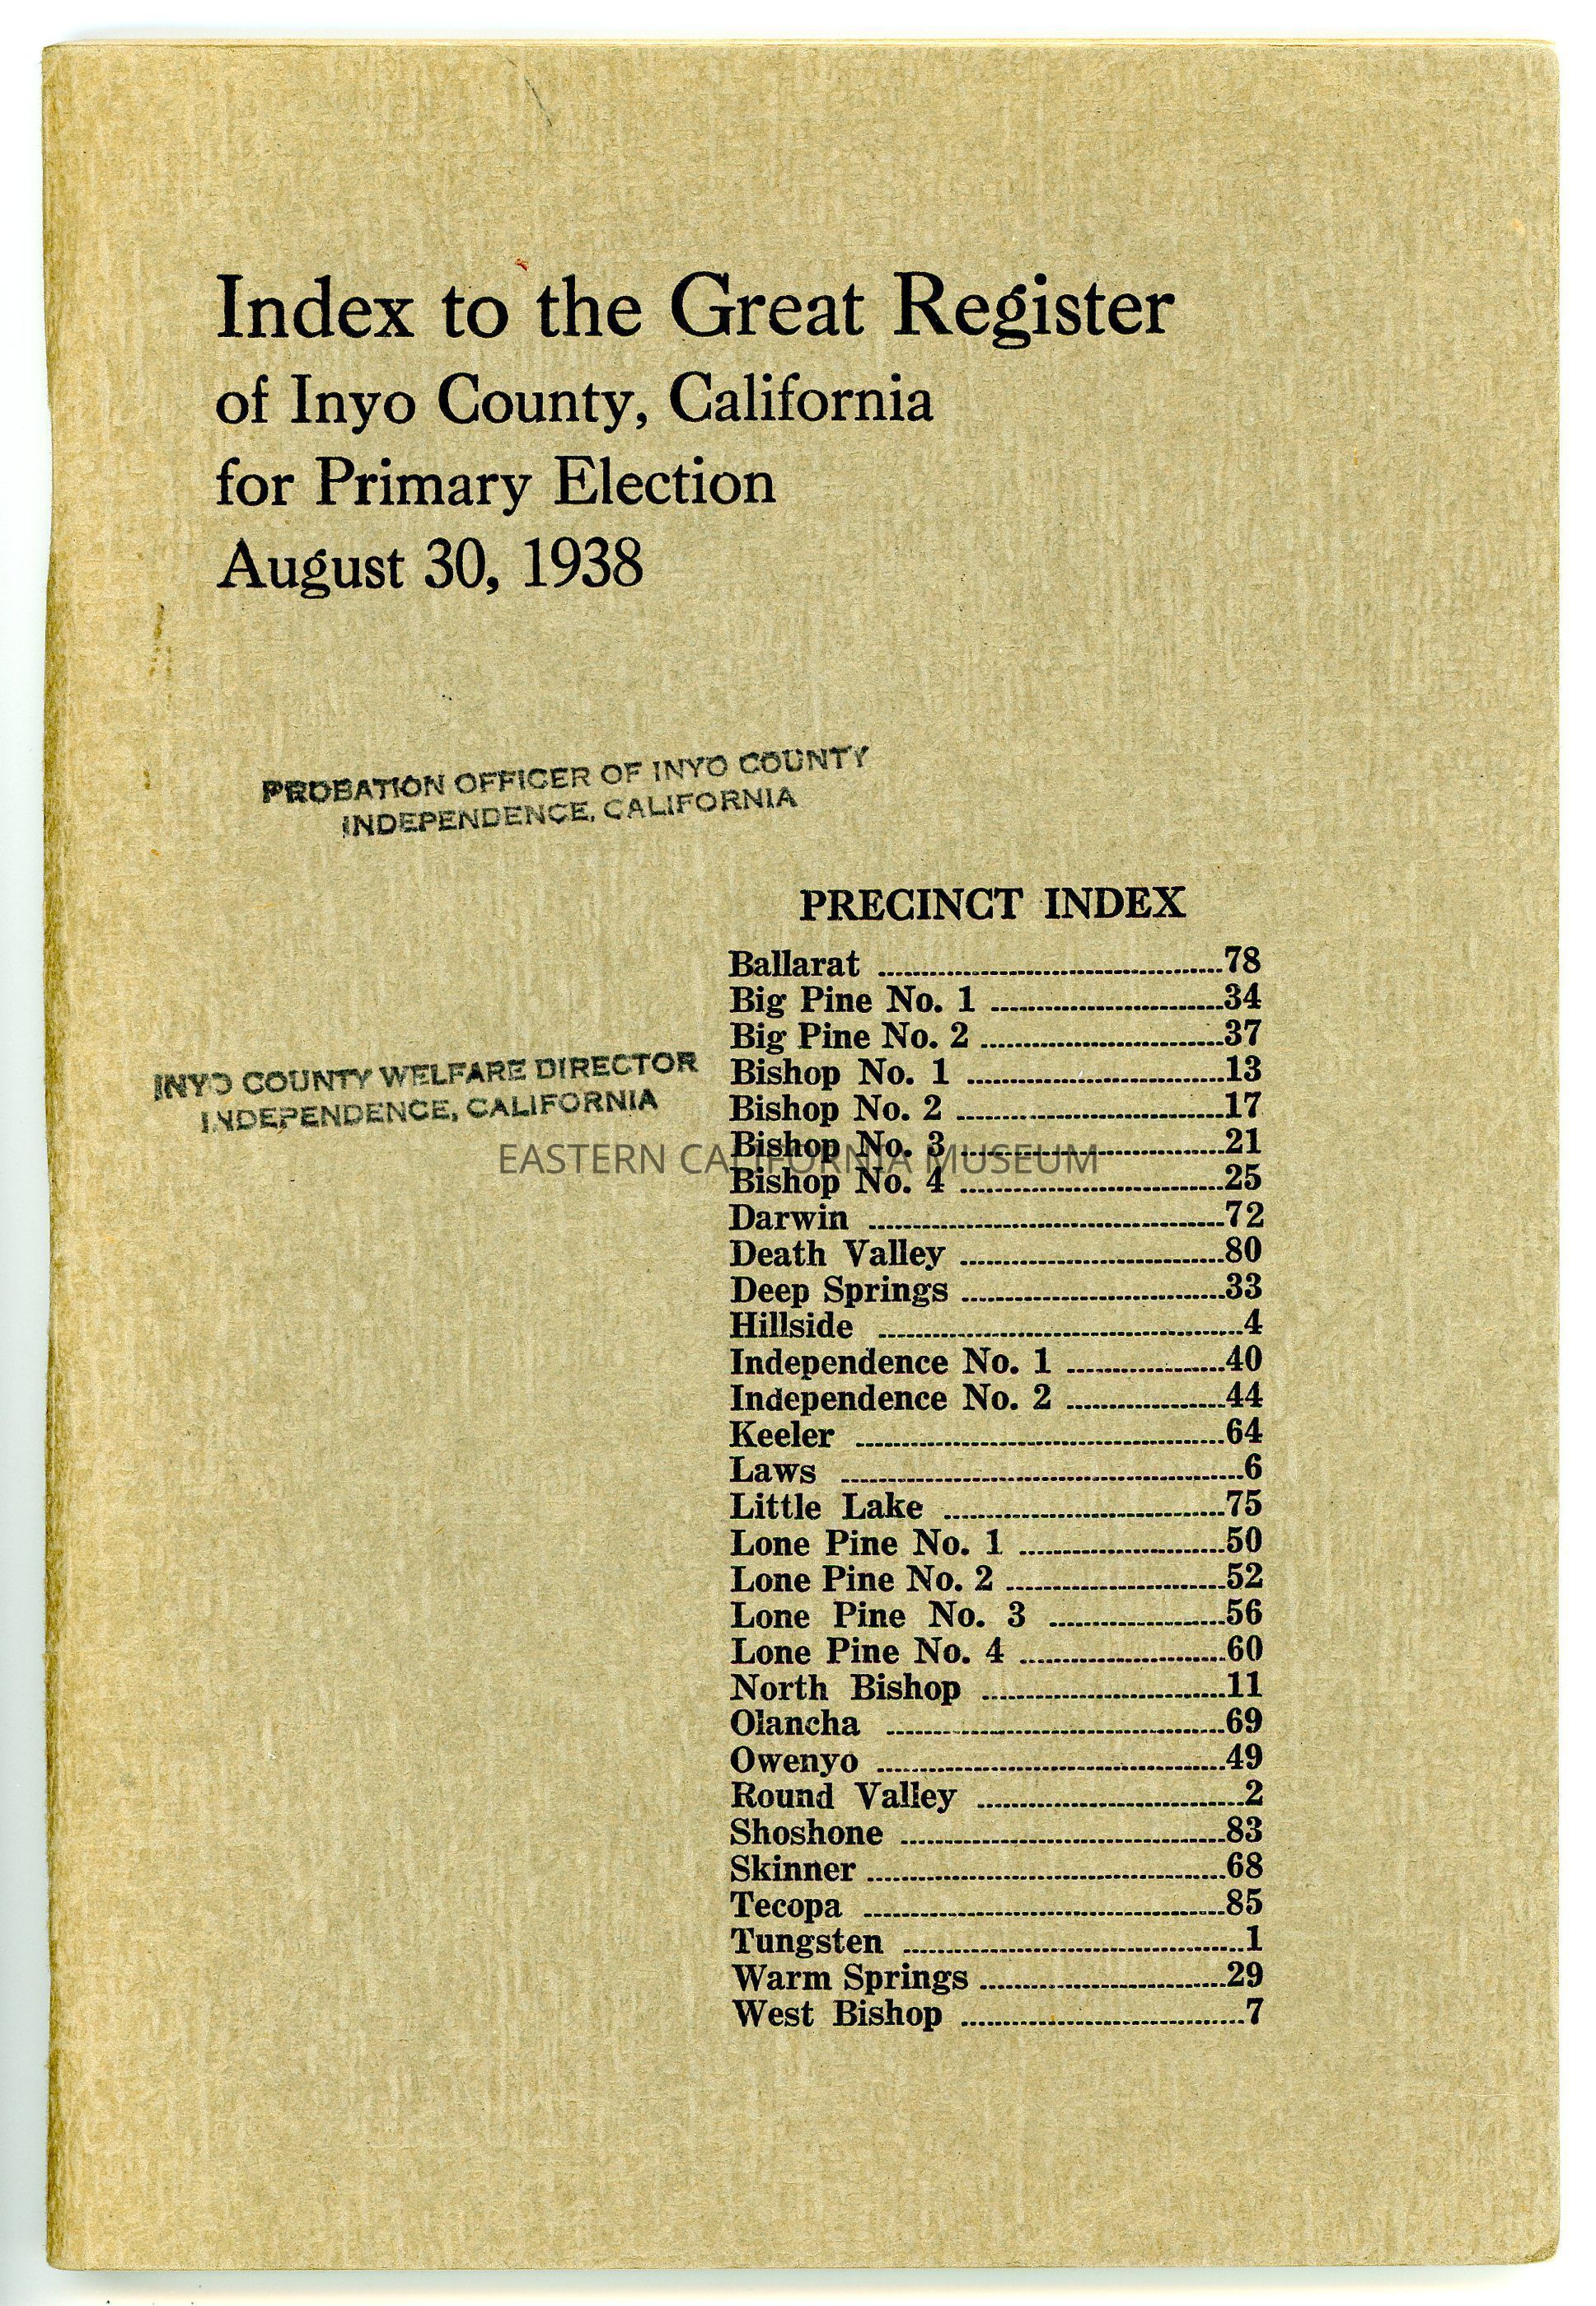 Index to the Great Register
of Inyo County, California
for Primary Election
August 30, 1938
PROBATION OFFICER OF INYO COUNTY
INDEPENDENCE, CALIFORNIA
INYO COUNTY WELFARE DIRECTOR
INDEPENDENCE, CALIFORNIA
PRECINCT INDEX
Ballarat ........................................78
Big Pine No. 1 ...........................34
Big Pine No. 2 ............................37
Bishop No. 1 ..............................13
Bishop No. 2 ...............................17
Bishop No. 3 ...............................21
EASTERN CALIFORNIA MUSEUM
Bishop No. 4 ...............................25
Darwin .........................................72
Death Valley ...............................80
Deep Springs ...............................33
Hillside ..........................................4
Independence No. 1 ..................40
Independence No. 2 ..................44
Keeler ...........................................64
Laws ...............................................6
Little Lake .................................75
Lone Pine No. 1 ........................50
Lone Pine No. 2 ..........................52
Lone Pine No. 3 ....................56
Lone Pine No. 4 ........................60
North Bishop ............................11
Olancha .......................................69
Owenyo ........................................49
Round Valley ...............................2
Shoshone .....................................83
Skinner .........................................68
Tecopa ..........................................85
Tungsten .......................................1
Warm Springs .............................29
West Bishop .................................7